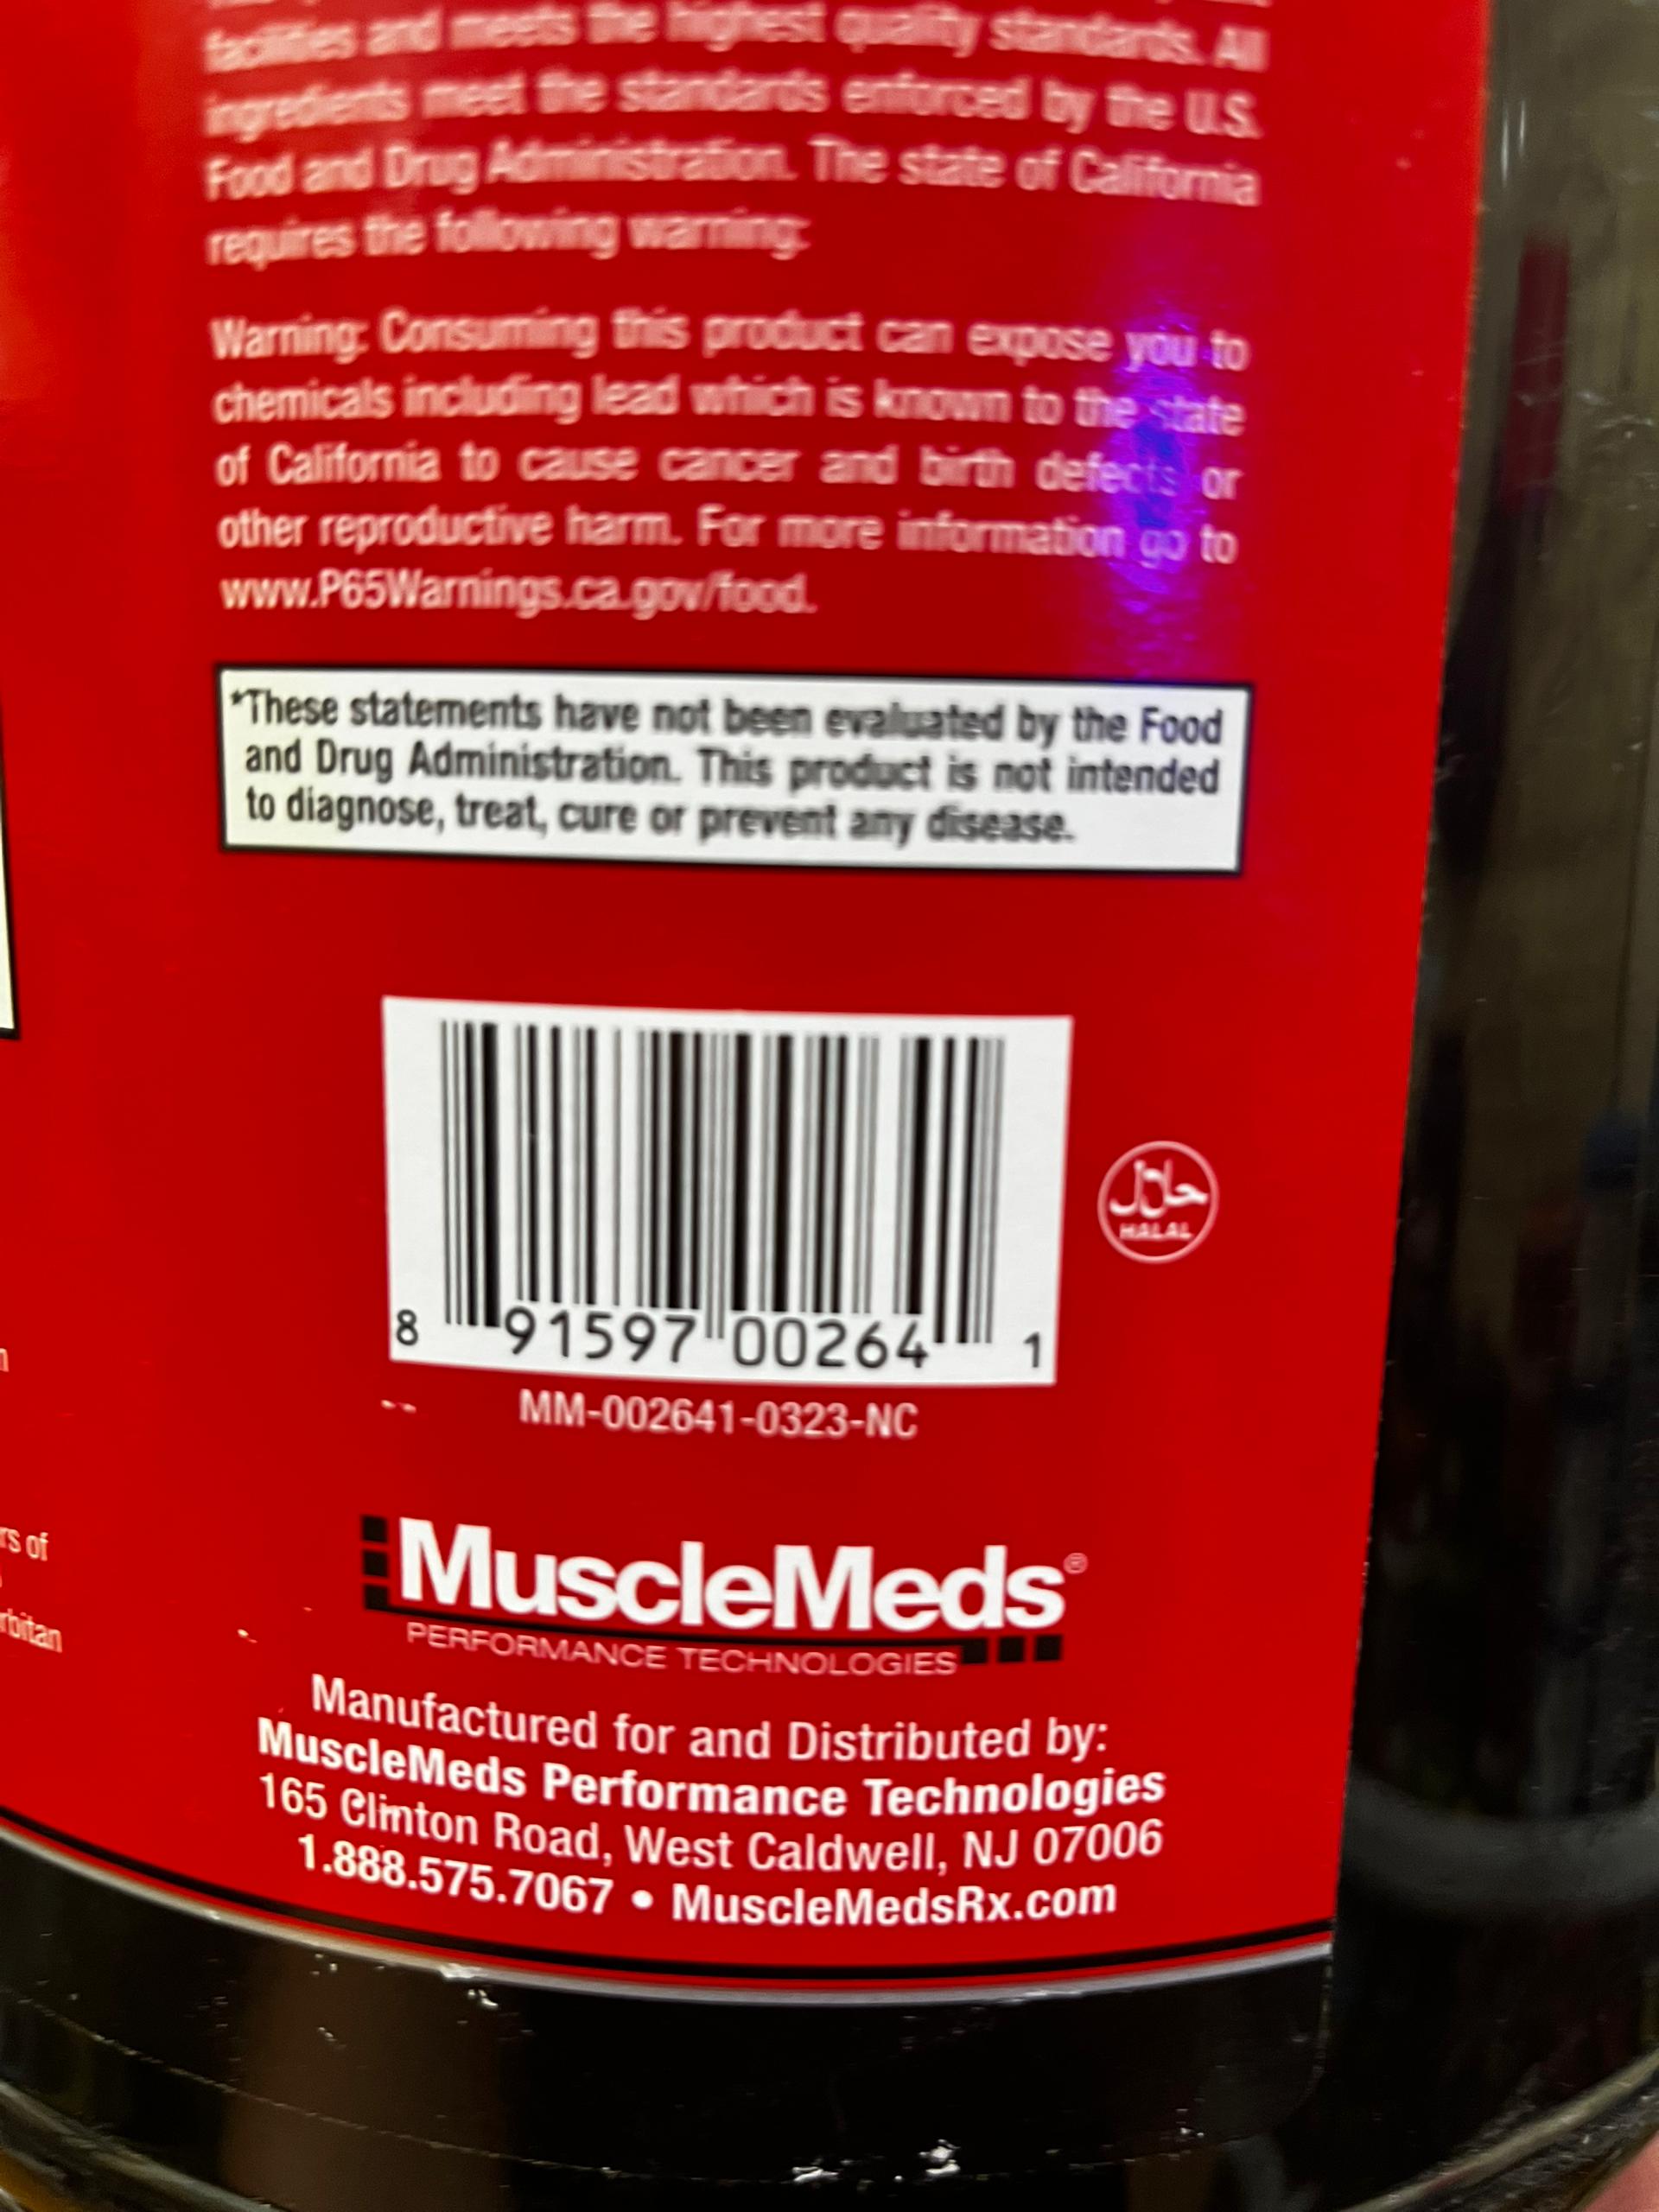 facilities and meets the highest quality standards. All
ingredients meet the standards enforced by the U.S.
Food and Drug Administration. The state of California
requires the following warning:
Warning: Consuming this product can expose you to
chemicals including lead which is known to the state
of California to cause cancer and birth defects or
other reproductive harm. For more information go to
www.P65Warnings.ca.gov/food.
*These statements have not been evaluated by the Food
and Drug Administration. This product is not intended
to diagnose, treat, cure or prevent any disease.
حلال
HALAL
8 91597 00264 1
MM-002641-0323-NC
MuscleMeds®
PERFORMANCE TECHNOLOGIES
Manufactured for and Distributed by:
MuscleMeds Performance Technologies
165 Clinton Road, West Caldwell, NJ 07006
1.888.575.7067 • MuscleMedsRx.com
rs of
rbitan